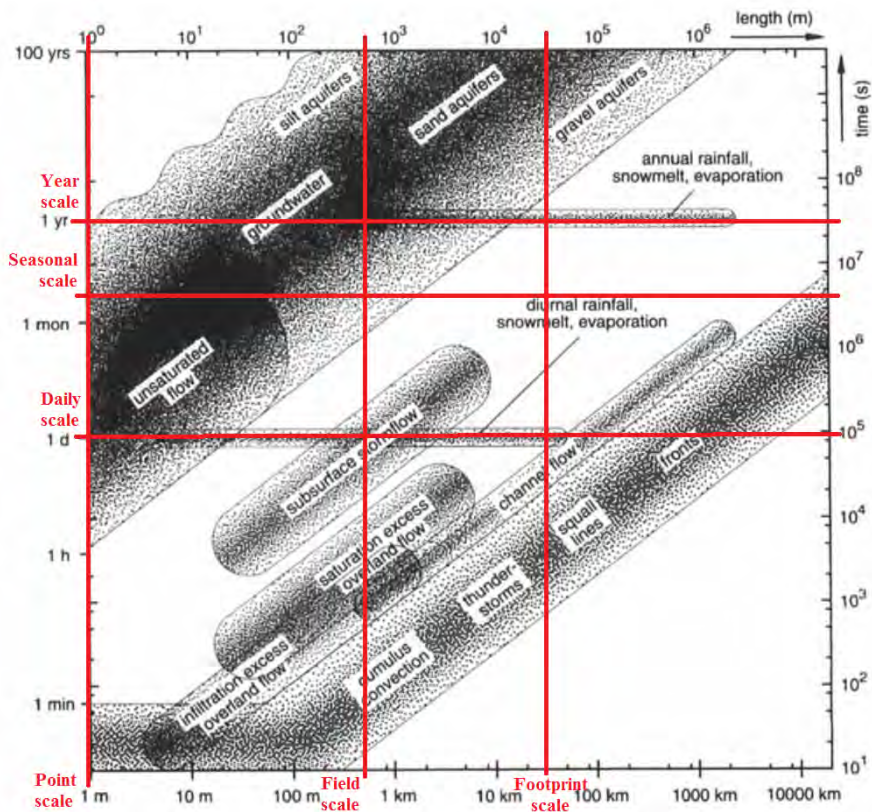 length (m)
10⁰ 10¹ 10² 10³ 10⁴ 10⁵ 10⁶
100 yrs
time (s)
silt aquifers
sand aquifers
gravel aquifers
annual rainfall,
snowmelt, evaporation
10⁸
Year
scale
groundwater
1 yr
Seasonal
scale
10⁷
diurnal rainfall,
snowmelt, evaporation
1 mon
10⁶
unsaturated
flow
Daily
scale
1 d
10⁵
subsurface stormflow
channel flow
fronts
squall
lines
10⁴
1 h
saturation excess
overland flow
thunder-
storms
10³
cumulus
convection
infiltration excess
overland flow
10²
1 min
10¹
Point
scale
Field
scale
Footprint
scale
1 m 10 m 100 m 1 km 10 km 100 km 1000 km 10000 km